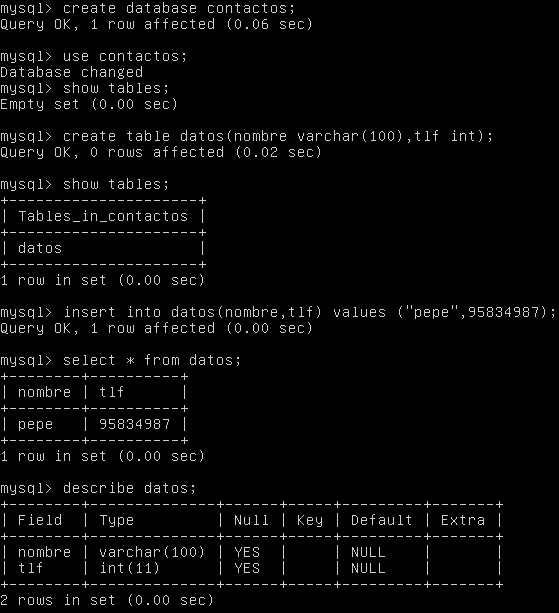 mysql> create database contactos;
Query OK, 1 row affected (0.06 sec)
mysql> use contactos;
Database changed
mysql> show tables;
Empty set (0.00 sec)
mysql> create table datos(nombre varchar(100),tlf int);
Query OK, 0 rows affected (0.02 sec)
mysql> show tables;
+---------------------+
| Tables_in_contactos |
+---------------------+
| datos               |
+---------------------+
1 row in set (0.00 sec)
mysql> insert into datos(nombre,tlf) values ("pepe",95834987);
Query OK, 1 row affected (0.00 sec)
mysql> select * from datos;
+--------+----------+
| nombre | tlf      |
+--------+----------+
| pepe   | 95834987 |
+--------+----------+
1 row in set (0.00 sec)
mysql> describe datos;
+--------+--------------+------+-----+---------+-------+
| Field  | Type         | Null | Key | Default | Extra |
+--------+--------------+------+-----+---------+-------+
| nombre | varchar(100) | YES  |     | NULL    |       |
| tlf    | int(11)      | YES  |     | NULL    |       |
+--------+--------------+------+-----+---------+-------+
2 rows in set (0.00 sec)